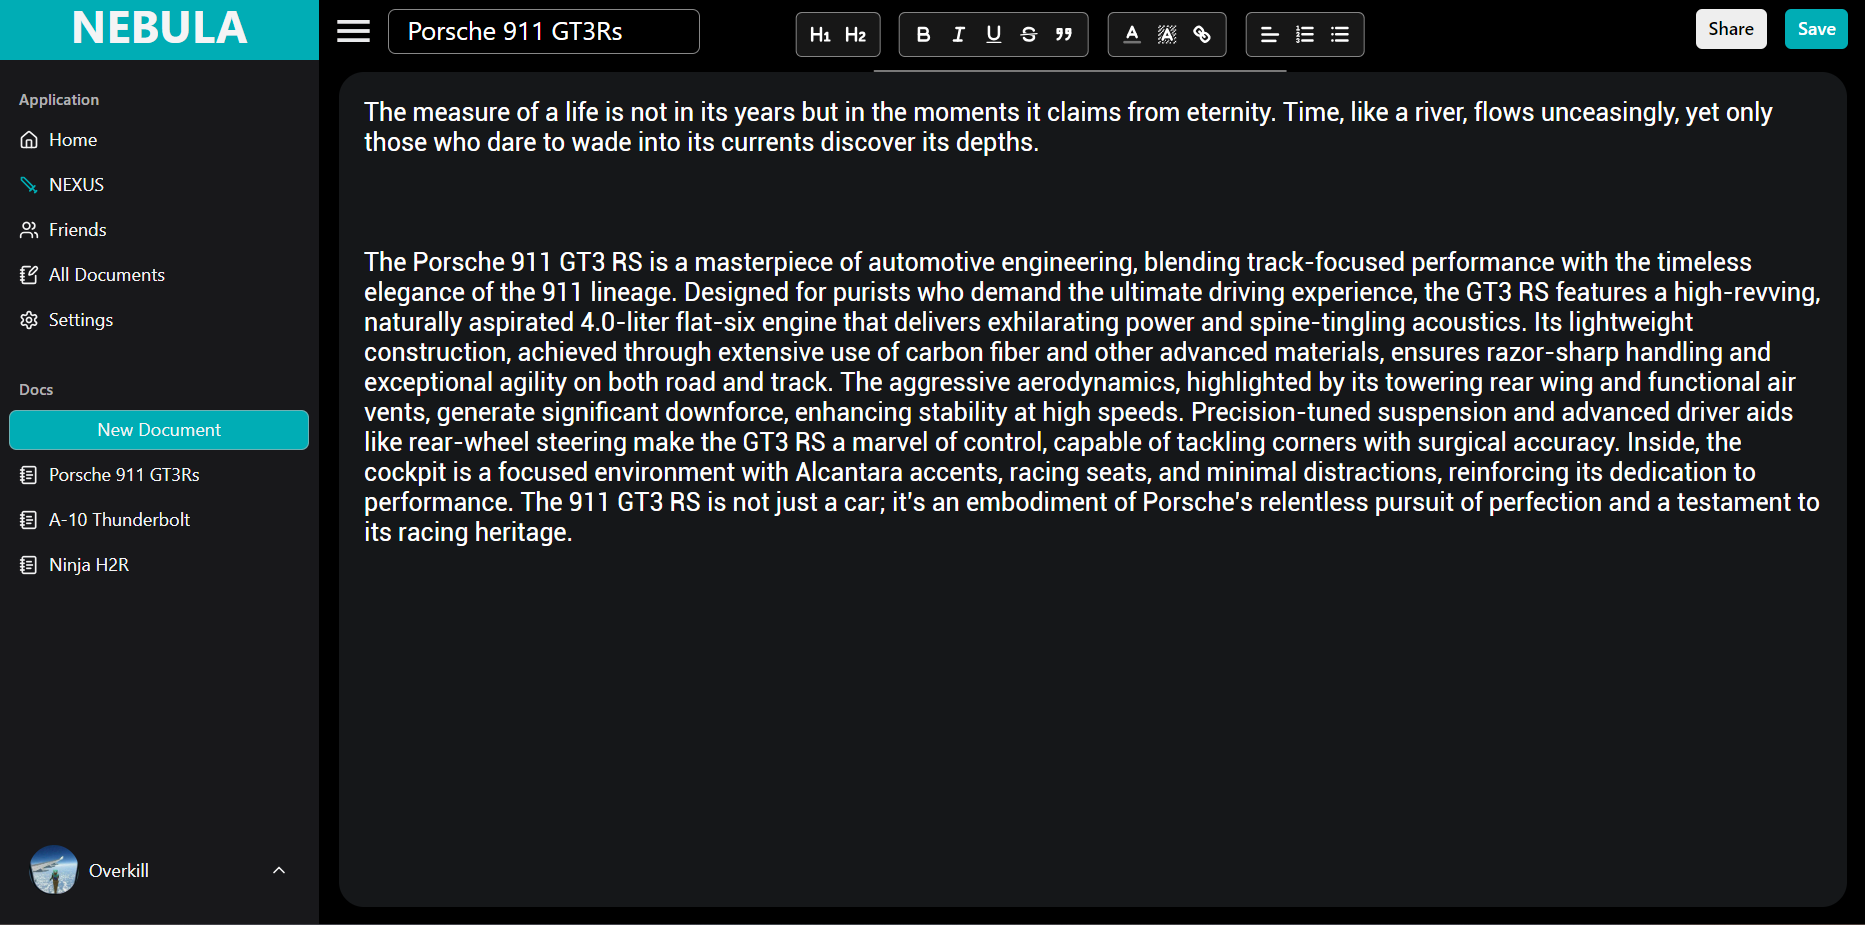 NEBULA
Application
Home
NEXUS
Friends
All Documents
Settings
Docs
New Document
Porsche 911 GT3Rs
A-10 Thunderbolt
Ninja H2R
Overkill
Porsche 911 GT3Rs
H1 H2
B I U S ”
A A
Share
Save
The measure of a life is not in its years but in the moments it claims from eternity. Time, like a river, flows unceasingly, yet only
those who dare to wade into its currents discover its depths.
The Porsche 911 GT3 RS is a masterpiece of automotive engineering, blending track-focused performance with the timeless
elegance of the 911 lineage. Designed for purists who demand the ultimate driving experience, the GT3 RS features a high-revving,
naturally aspirated 4.0-liter flat-six engine that delivers exhilarating power and spine-tingling acoustics. Its lightweight
construction, achieved through extensive use of carbon fiber and other advanced materials, ensures razor-sharp handling and
exceptional agility on both road and track. The aggressive aerodynamics, highlighted by its towering rear wing and functional air
vents, generate significant downforce, enhancing stability at high speeds. Precision-tuned suspension and advanced driver aids
like rear-wheel steering make the GT3 RS a marvel of control, capable of tackling corners with surgical accuracy. Inside, the
cockpit is a focused environment with Alcantara accents, racing seats, and minimal distractions, reinforcing its dedication to
performance. The 911 GT3 RS is not just a car; it's an embodiment of Porsche's relentless pursuit of perfection and a testament to
its racing heritage.